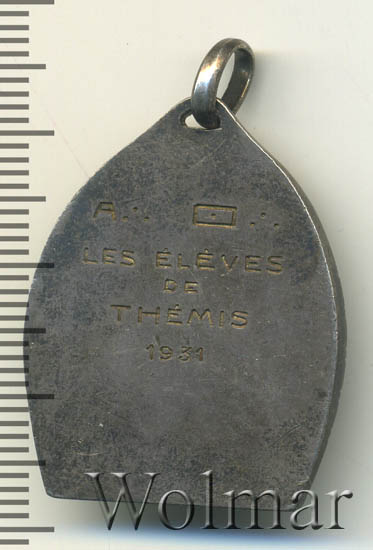 A∴ ▭∴
LES ÉLÈVES
DE
THÉMIS
1931
Wolmar